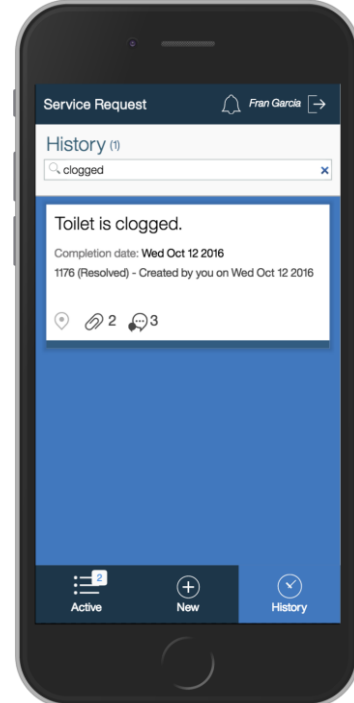 Service Request
Fran Garcia
History (1)
clogged
Toilet is clogged.
Completion date: Wed Oct 12 2016
1176 (Resolved) - Created by you on Wed Oct 12 2016
2 3
2
Active New History